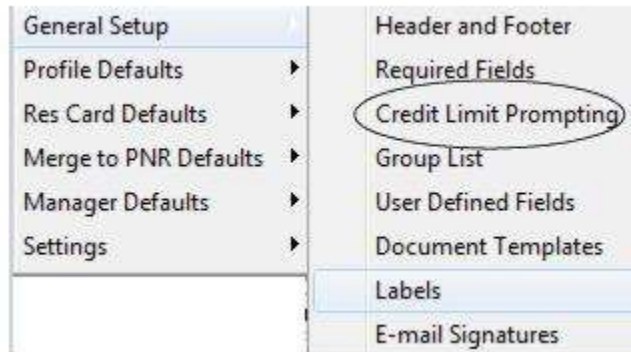 General Setup
Profile Defaults
Res Card Defaults
Merge to PNR Defaults
Manager Defaults
Settings
Header and Footer
Required Fields
Credit Limit Prompting
Group List
User Defined Fields
Document Templates
Labels
E-mail Signatures